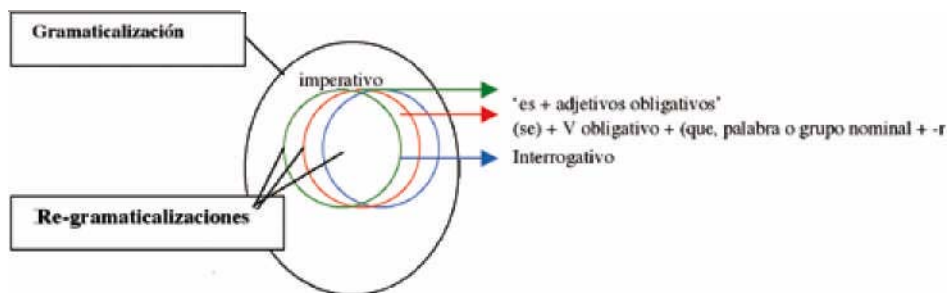 Gramaticalización
imperativo
'es + adjetivos obligativos'
(se) + V obligativo + (que, palabra o grupo nominal + -r
Interrogativo
Re-gramaticalizaciones